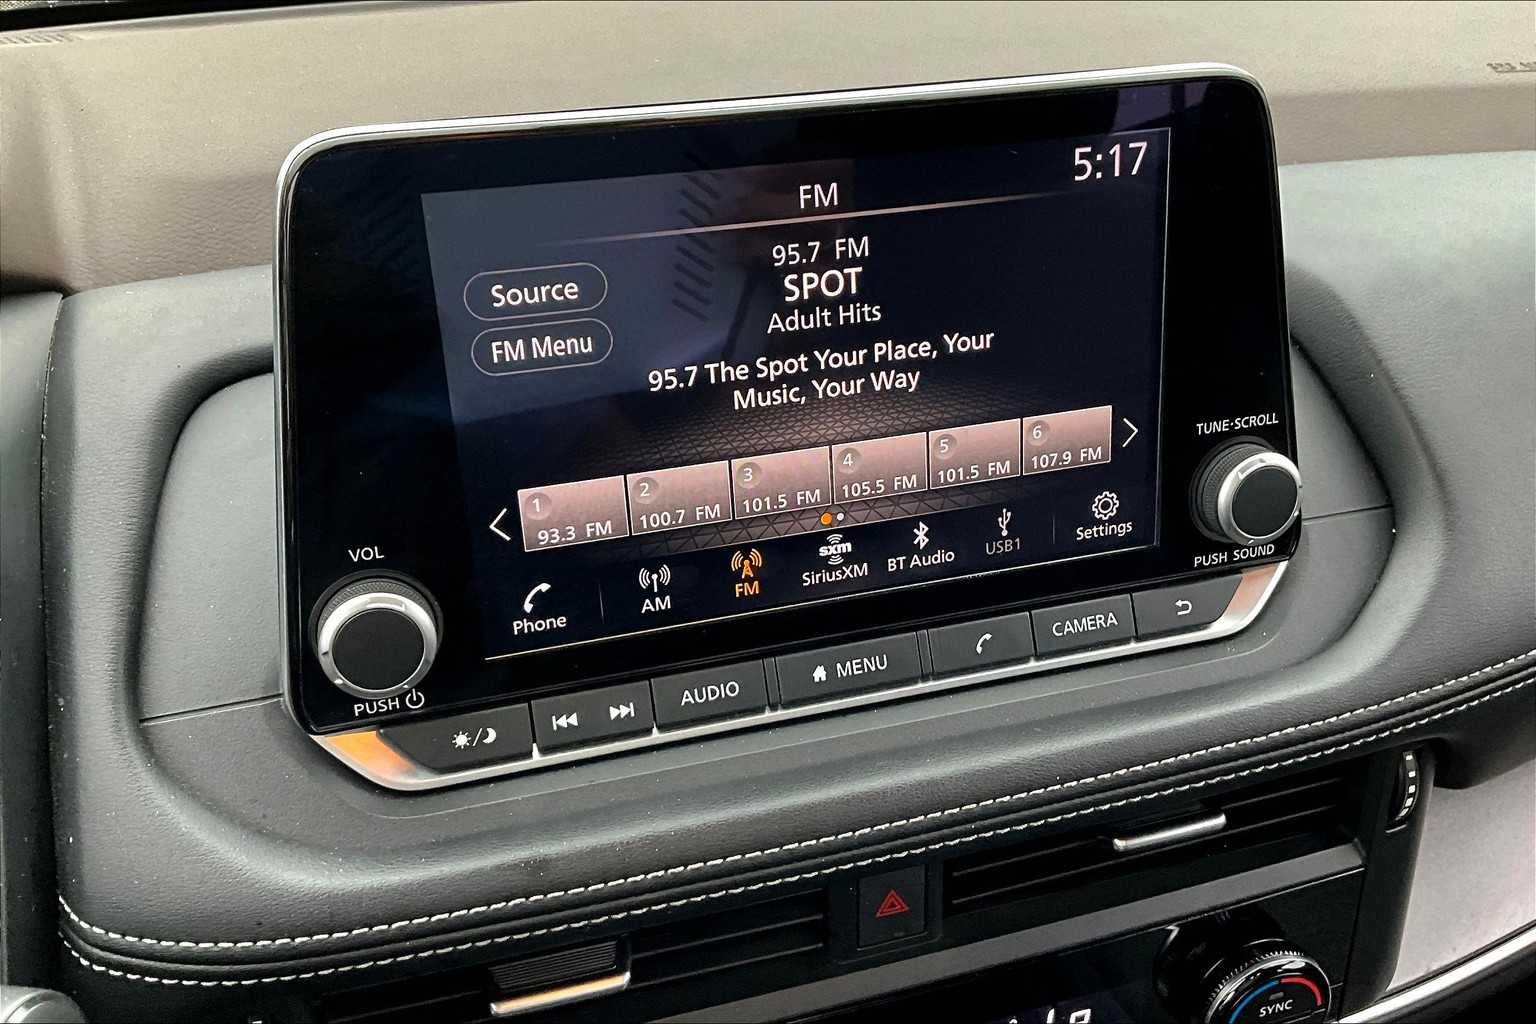 5:17
FM
95.7 FM
SPOT
Adult Hits
Source
FM Menu
95.7 The Spot Your Place, Your
Music, Your Way
1
93.3 FM
2
100.7 FM
3
101.5 FM
4
105.5 FM
5
101.5 FM
6
107.9 FM
Phone
AM
FM
sxm
SiriusXM
BT Audio
USB1
Settings
VOL
PUSH
TUNE·SCROLL
PUSH SOUND
AUDIO
MENU
CAMERA
SYNC